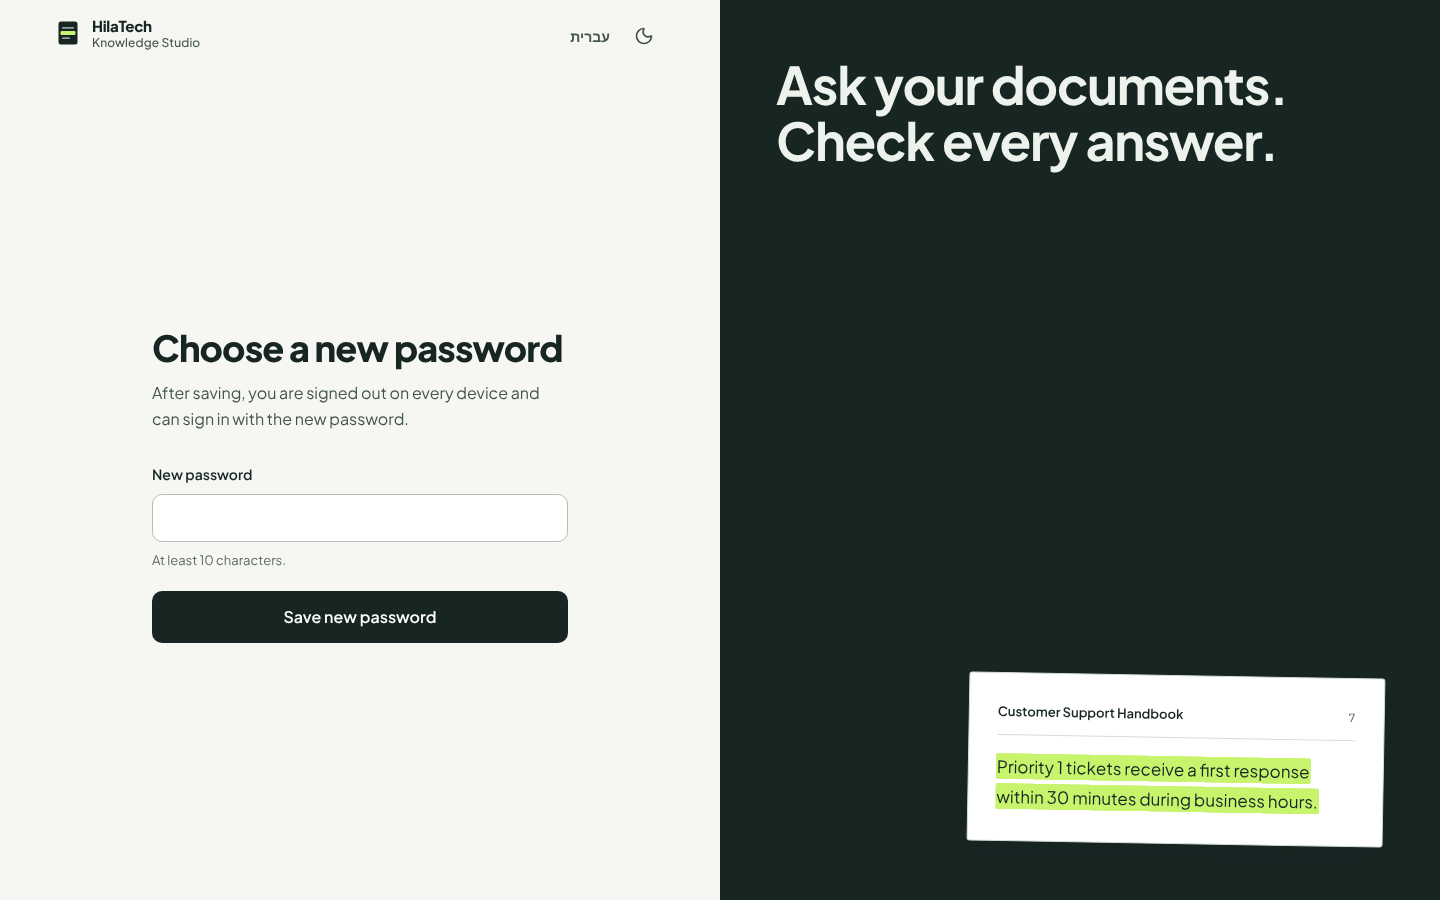 HilaTech
Knowledge Studio
עברית
Choose a new password
After saving, you are signed out on every device and
can sign in with the new password.
New password
At least 10 characters.
Save new password
Ask your documents.
Check every answer.
Customer Support Handbook
7
Priority 1 tickets receive a first response
within 30 minutes during business hours.